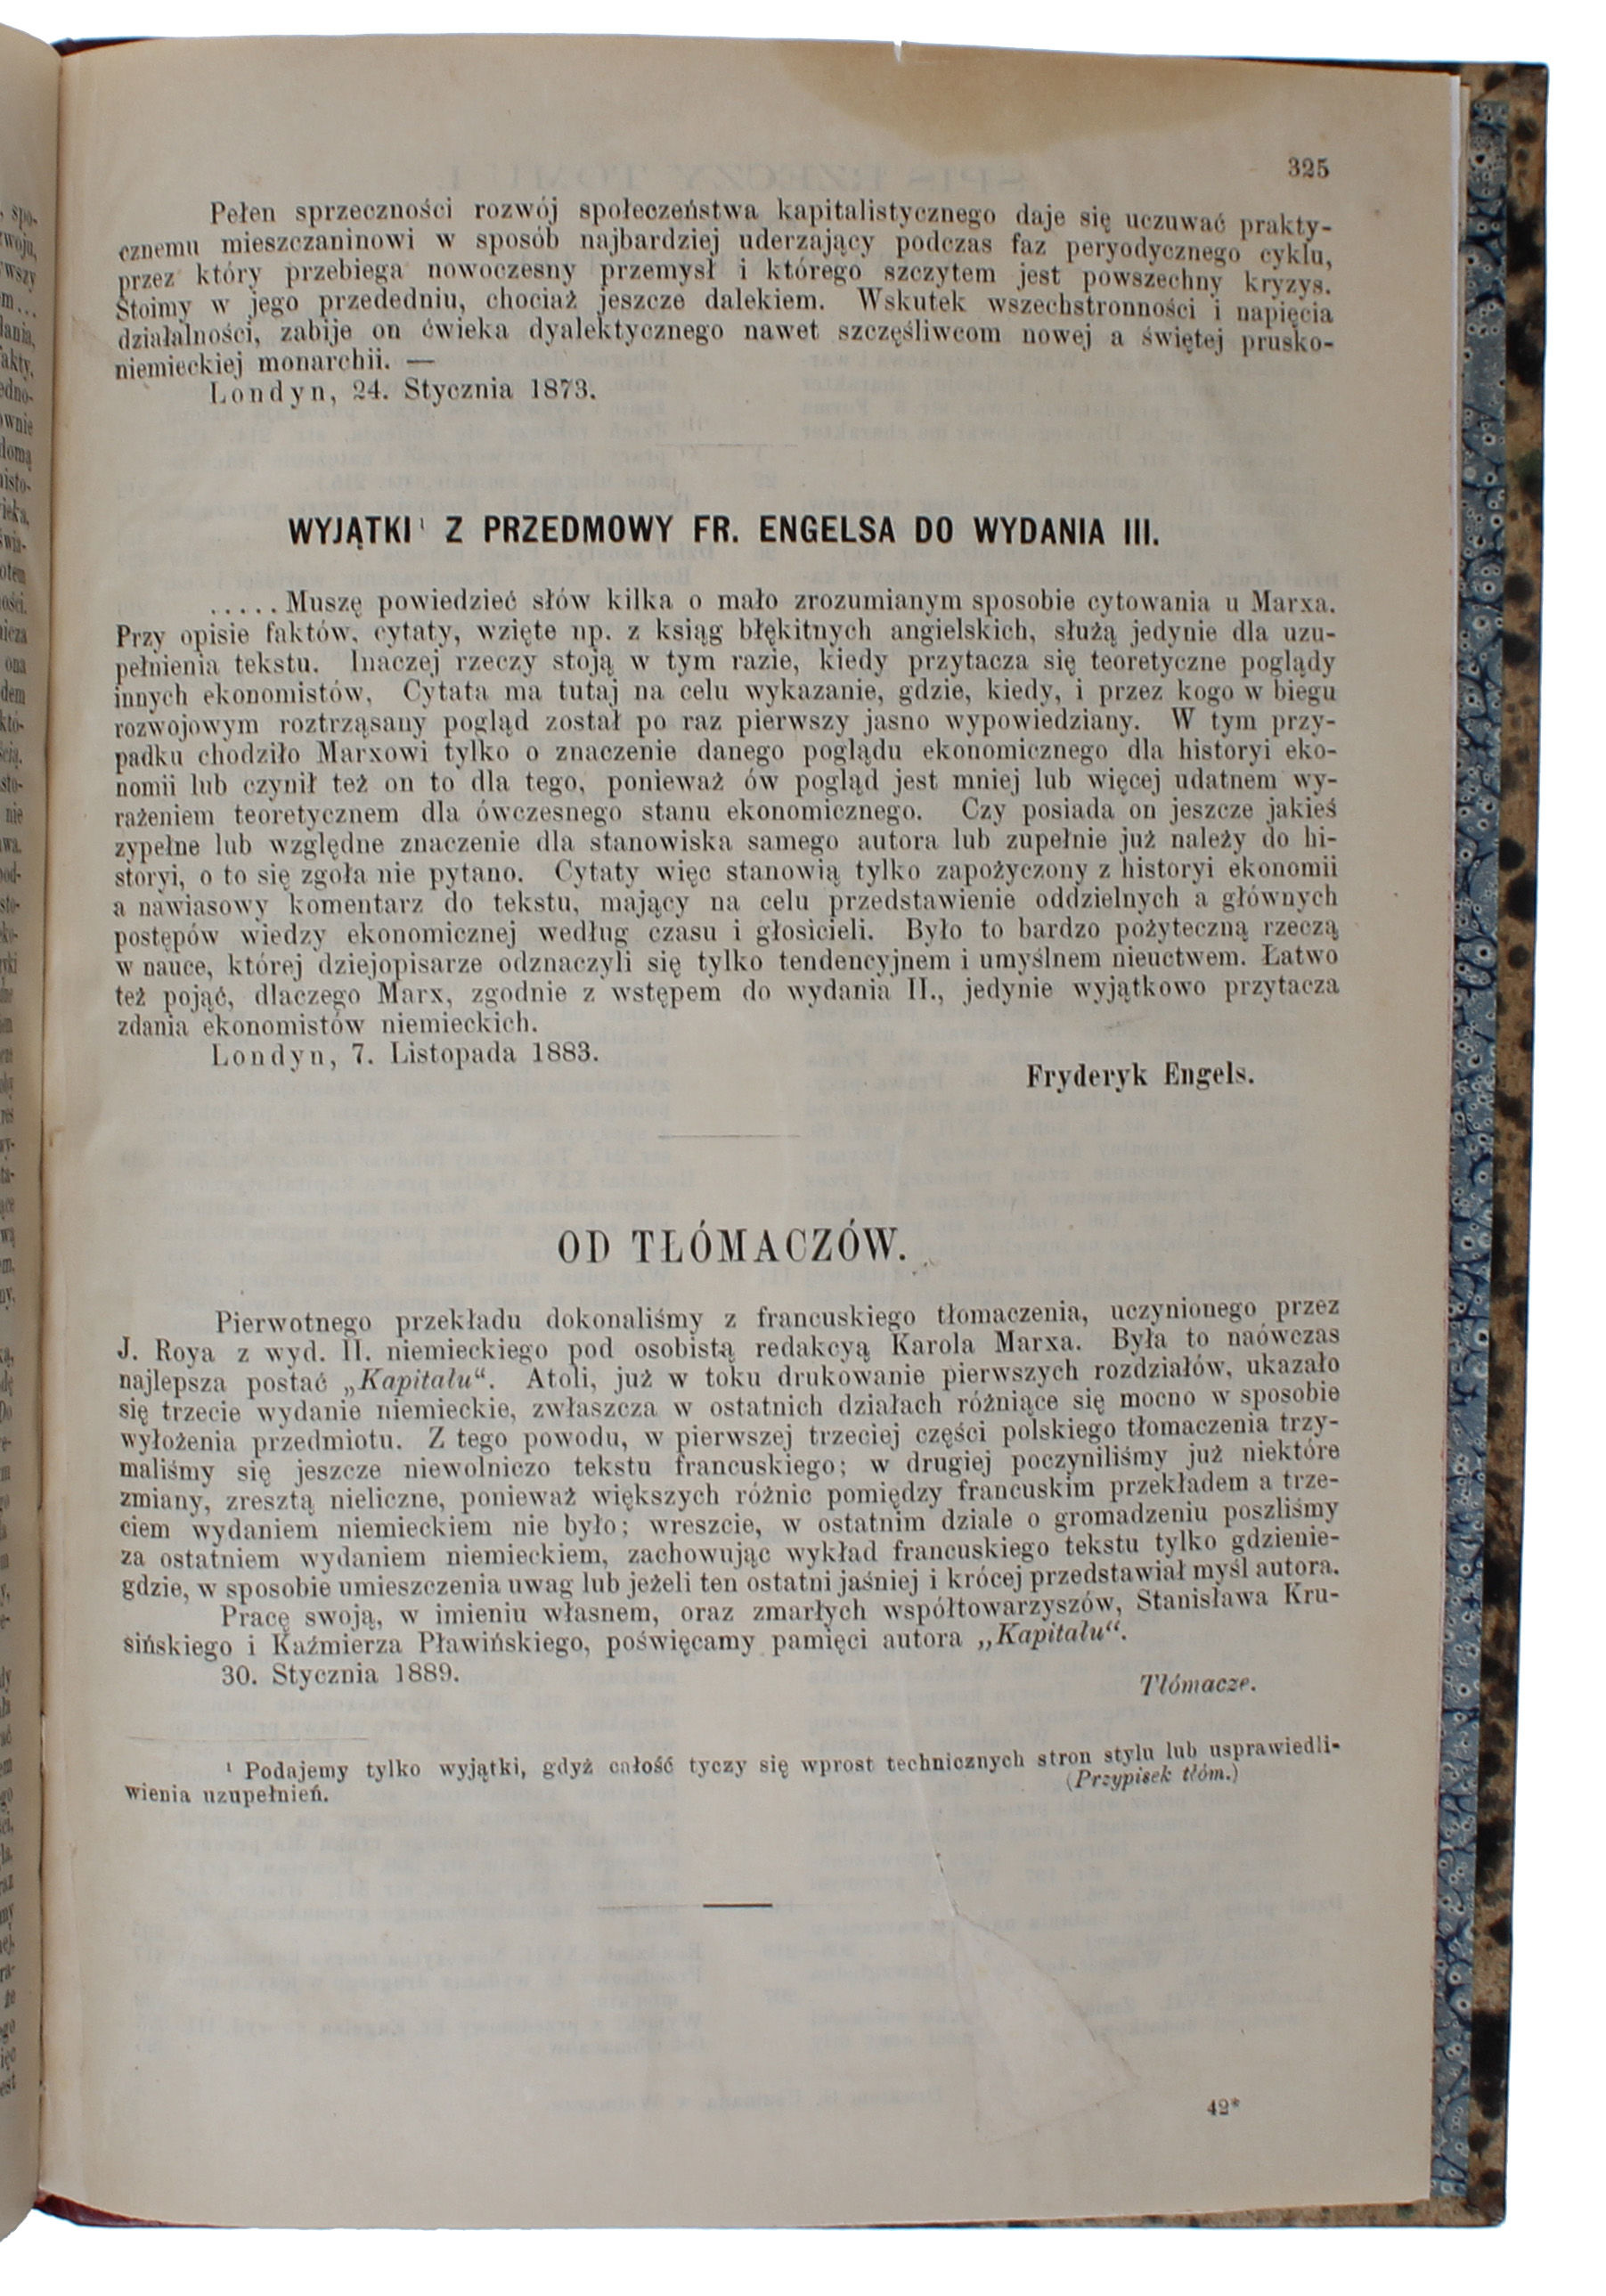 325
Pełen sprzeczności rozwój społeczeństwa kapitalistycznego daje się uczuwać prakty-
cznemu mieszczaninowi w sposób najbardziej uderzający podczas faz peryodycznego cyklu,
przez który przebiega nowoczesny przemysł i którego szczytem jest powszechny kryzys.
Stoimy w jego przededniu, chociaż jeszcze dalekiem. Wskutek wszechstronności i napięcia
działalności, zabije on ćwieka dyalektycznego nawet szczęśliwcom nowej a świętej prusko-
niemieckiej monarchii. —
Londyn, 24. Stycznia 1873.
WYJĄTKI¹ Z PRZEDMOWY FR. ENGELSA DO WYDANIA III.
.....Muszę powiedzieć słów kilka o mało zrozumianym sposobie cytowania u Marxa.
Przy opisie faktów, cytaty, wzięte np. z ksiąg błękitnych angielskich, służą jedynie dla uzu-
pełnienia tekstu. Inaczej rzeczy stoją w tym razie, kiedy przytacza się teoretyczne poglądy
innych ekonomistów, Cytata ma tutaj na celu wykazanie, gdzie, kiedy, i przez kogo w biegu
rozwojowym roztrząsany pogląd został po raz pierwszy jasno wypowiedziany. W tym przy-
padku chodziło Marxowi tylko o znaczenie danego poglądu ekonomicznego dla historyi eko-
nomii lub czynił też on to dla tego, ponieważ ów pogląd jest mniej lub więcej udatnem wy-
rażeniem teoretycznem dla ówczesnego stanu ekonomicznego. Czy posiada on jeszcze jakieś
zypełne lub względne znaczenie dla stanowiska samego autora lub zupełnie już należy do hi-
storyi, o to się zgoła nie pytano. Cytaty więc stanowią tylko zapożyczony z historyi ekonomii
a nawiasowy komentarz do tekstu, mający na celu przedstawienie oddzielnych a głównych
postępów wiedzy ekonomicznej według czasu i głosicieli. Było to bardzo pożyteczną rzeczą
w nauce, której dziejopisarze odznaczyli się tylko tendencyjnem i umyślnem nieuctwem. Łatwo
też pojąć, dlaczego Marx, zgodnie z wstępem do wydania II., jedynie wyjątkowo przytacza
zdania ekonomistów niemieckich.
Londyn, 7. Listopada 1883.
Fryderyk Engels.
OD TŁÓMACZÓW.
Pierwotnego przekładu dokonaliśmy z francuskiego tłomaczenia, uczynionego przez
J. Roya z wyd. II. niemieckiego pod osobistą redakcyą Karola Marxa. Była to naówczas
najlepsza postać „Kapitału“. Atoli, już w toku drukowanie pierwszych rozdziałów, ukazało
się trzecie wydanie niemieckie, zwłaszcza w ostatnich działach różniące się mocno w sposobie
wyłożenia przedmiotu. Z tego powodu, w pierwszej trzeciej części polskiego tłomaczenia trzy-
maliśmy się jeszcze niewolniczo tekstu francuskiego; w drugiej poczyniliśmy już niektóre
zmiany, zresztą nieliczne, ponieważ większych różnic pomiędzy francuskim przekładem a trze-
ciem wydaniem niemieckiem nie było; wreszcie, w ostatnim dziale o gromadzeniu poszliśmy
za ostatniem wydaniem niemieckiem, zachowując wykład francuskiego tekstu tylko gdzienie-
gdzie, w sposobie umieszczenia uwag lub jeżeli ten ostatni jaśniej i krócej przedstawiał myśl autora.
Pracę swoją, w imieniu własnem, oraz zmarłych współtowarzyszów, Stanisława Kru-
sińskiego i Kaźmierza Pławińskiego, poświęcamy pamięci autora „Kapitału“.
30. Stycznia 1889.
Tłómacze.
¹ Podajemy tylko wyjątki, gdyż całość tyczy się wprost technicznych stron stylu lub usprawiedli-
wienia uzupełnień.
(Przypisek tłóm.)
42*